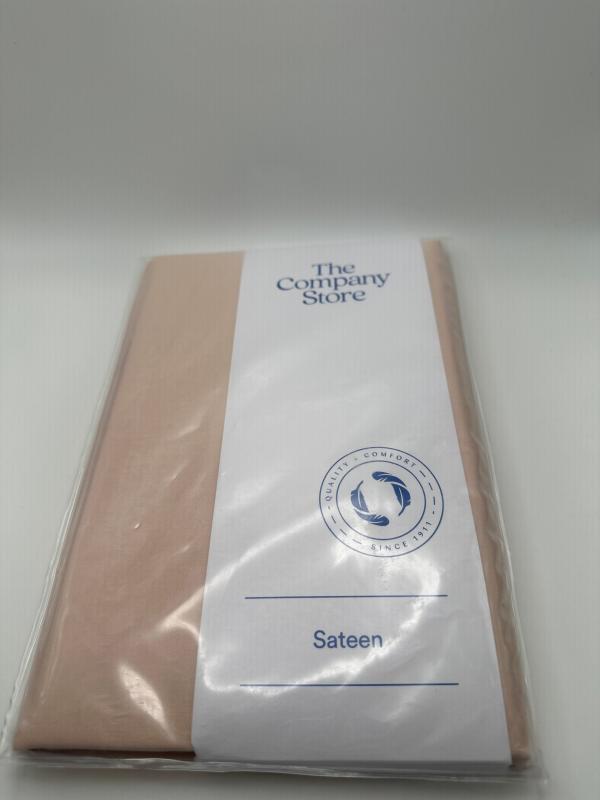 The
Company
Store
QUALITY - COMFORT
SINCE 1911
Sateen